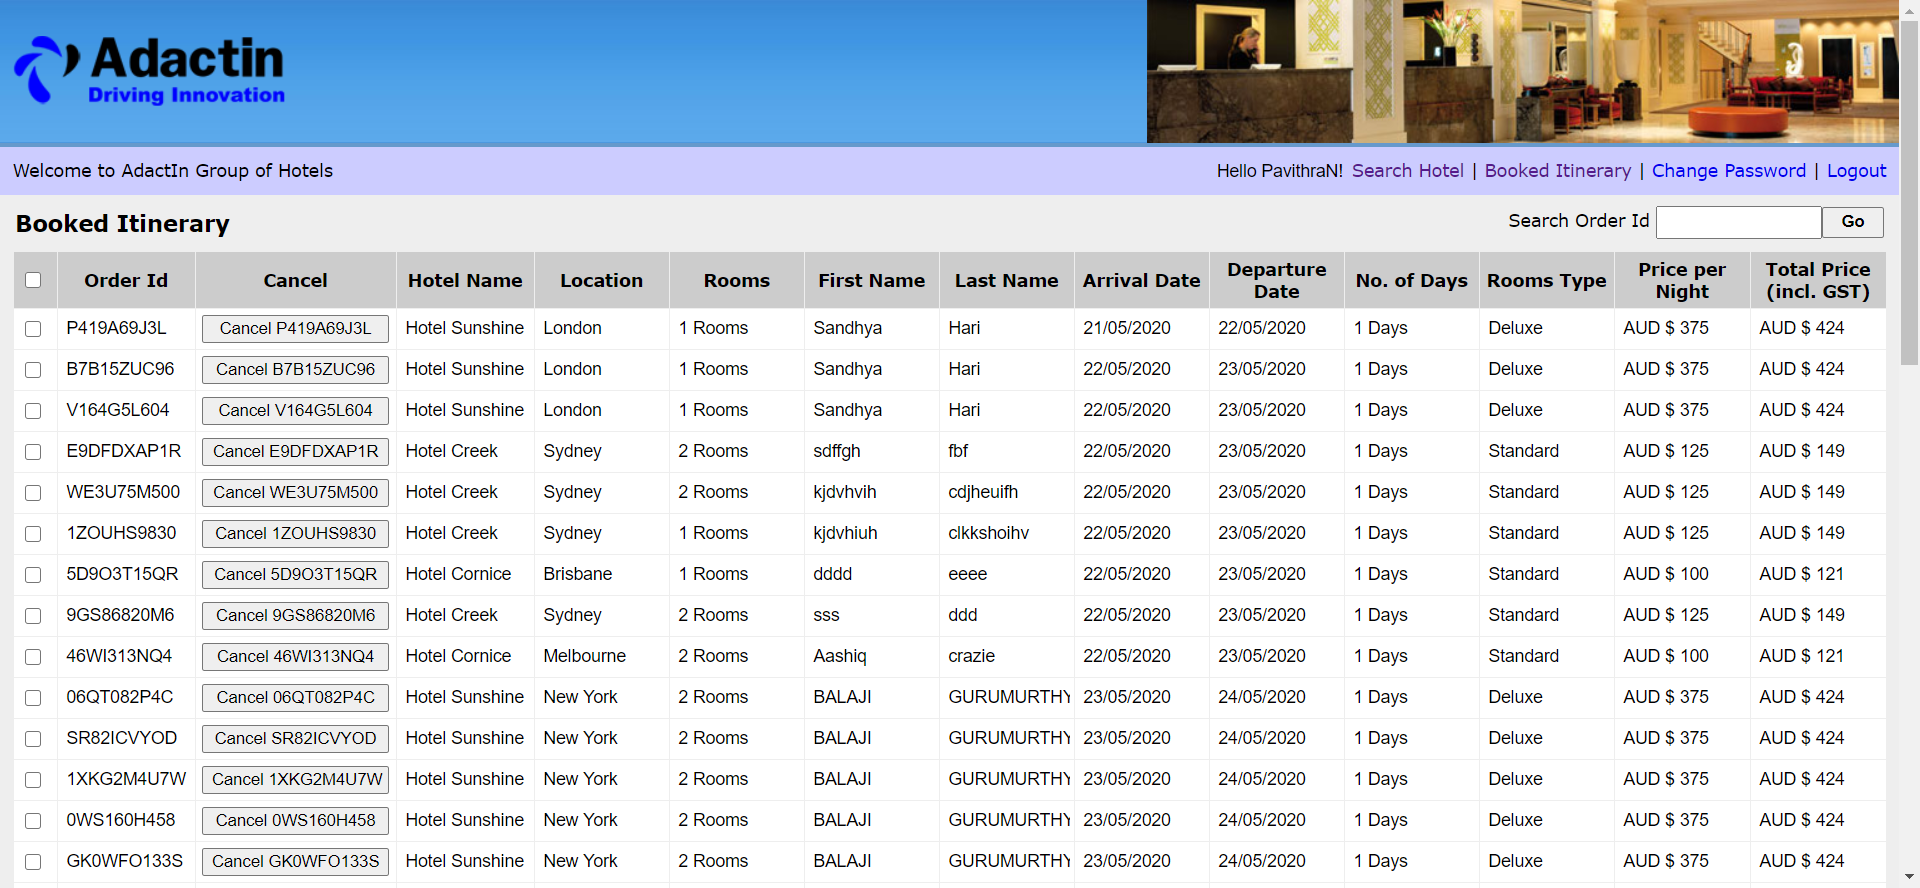 Adactin
Driving Innovation
Welcome to AdactIn Group of Hotels
Hello PavithraN! Search Hotel | Booked Itinerary | Change Password | Logout
Booked Itinerary
Search Order Id Go
Order Id Cancel Hotel Name Location Rooms First Name Last Name Arrival Date Departure Date No. of Days Rooms Type Price per Night Total Price (incl. GST)
P419A69J3L Cancel P419A69J3L Hotel Sunshine London 1 Rooms Sandhya Hari 21/05/2020 22/05/2020 1 Days Deluxe AUD $ 375 AUD $ 424
B7B15ZUC96 Cancel B7B15ZUC96 Hotel Sunshine London 1 Rooms Sandhya Hari 22/05/2020 23/05/2020 1 Days Deluxe AUD $ 375 AUD $ 424
V164G5L604 Cancel V164G5L604 Hotel Sunshine London 1 Rooms Sandhya Hari 22/05/2020 23/05/2020 1 Days Deluxe AUD $ 375 AUD $ 424
E9DFDXAP1R Cancel E9DFDXAP1R Hotel Creek Sydney 2 Rooms sdffgh fbf 22/05/2020 23/05/2020 1 Days Standard AUD $ 125 AUD $ 149
WE3U75M500 Cancel WE3U75M500 Hotel Creek Sydney 2 Rooms kjdvhvih cdjheuifh 22/05/2020 23/05/2020 1 Days Standard AUD $ 125 AUD $ 149
1ZOUHS9830 Cancel 1ZOUHS9830 Hotel Creek Sydney 1 Rooms kjdvhiuh clkkshoihv 22/05/2020 23/05/2020 1 Days Standard AUD $ 125 AUD $ 149
5D9O3T15QR Cancel 5D9O3T15QR Hotel Cornice Brisbane 1 Rooms dddd eeee 22/05/2020 23/05/2020 1 Days Standard AUD $ 100 AUD $ 121
9GS86820M6 Cancel 9GS86820M6 Hotel Creek Sydney 2 Rooms sss ddd 22/05/2020 23/05/2020 1 Days Standard AUD $ 125 AUD $ 149
46WI313NQ4 Cancel 46WI313NQ4 Hotel Cornice Melbourne 2 Rooms Aashiq crazie 22/05/2020 23/05/2020 1 Days Standard AUD $ 100 AUD $ 121
06QT082P4C Cancel 06QT082P4C Hotel Sunshine New York 2 Rooms BALAJI GURUMURTHY 23/05/2020 24/05/2020 1 Days Deluxe AUD $ 375 AUD $ 424
SR82ICVYOD Cancel SR82ICVYOD Hotel Sunshine New York 2 Rooms BALAJI GURUMURTHY 23/05/2020 24/05/2020 1 Days Deluxe AUD $ 375 AUD $ 424
1XKG2M4U7W Cancel 1XKG2M4U7W Hotel Sunshine New York 2 Rooms BALAJI GURUMURTHY 23/05/2020 24/05/2020 1 Days Deluxe AUD $ 375 AUD $ 424
0WS160H458 Cancel 0WS160H458 Hotel Sunshine New York 2 Rooms BALAJI GURUMURTHY 23/05/2020 24/05/2020 1 Days Deluxe AUD $ 375 AUD $ 424
GK0WFO133S Cancel GK0WFO133S Hotel Sunshine New York 2 Rooms BALAJI GURUMURTHY 23/05/2020 24/05/2020 1 Days Deluxe AUD $ 375 AUD $ 424